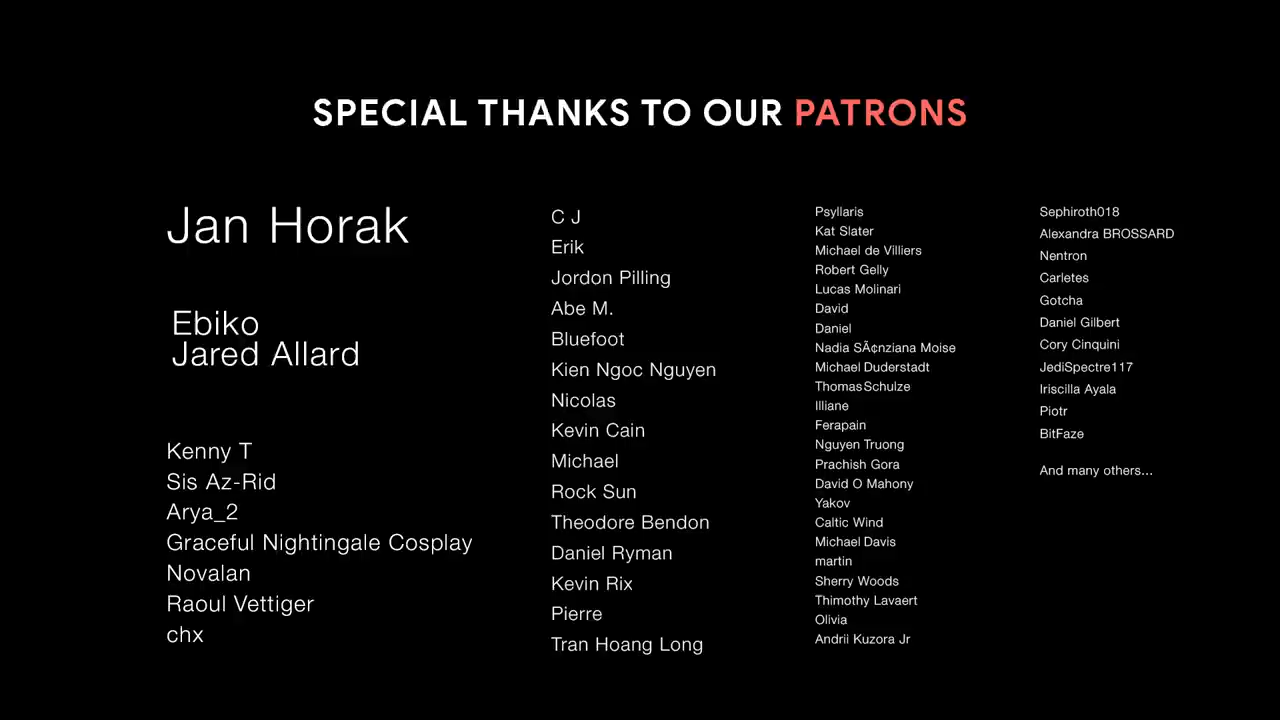 SPECIAL THANKS TO OUR PATRONS
Jan Horak
Ebiko
Jared Allard
Kenny T
Sis Az-Rid
Arya_2
Graceful Nightingale Cosplay
Novalan
Raoul Vettiger
chx
C J
Erik
Jordon Pilling
Abe M.
Bluefoot
Kien Ngoc Nguyen
Nicolas
Kevin Cain
Michael
Rock Sun
Theodore Bendon
Daniel Ryman
Kevin Rix
Pierre
Tran Hoang Long
Psyllaris
Kat Slater
Michael de Villiers
Robert Gelly
Lucas Molinari
David
Daniel
Nadia SÃ¢nziana Moise
Michael Duderstadt
Thomas Schulze
Illiane
Ferapain
Nguyen Truong
Prachish Gora
David O Mahony
Yakov
Caltic Wind
Michael Davis
martin
Sherry Woods
Thimothy Lavaert
Olivia
Andrii Kuzora Jr
Sephiroth018
Alexandra BROSSARD
Nentron
Carletes
Gotcha
Daniel Gilbert
Cory Cinquini
JediSpectre117
Iriscilla Ayala
Piotr
BitFaze
And many others...